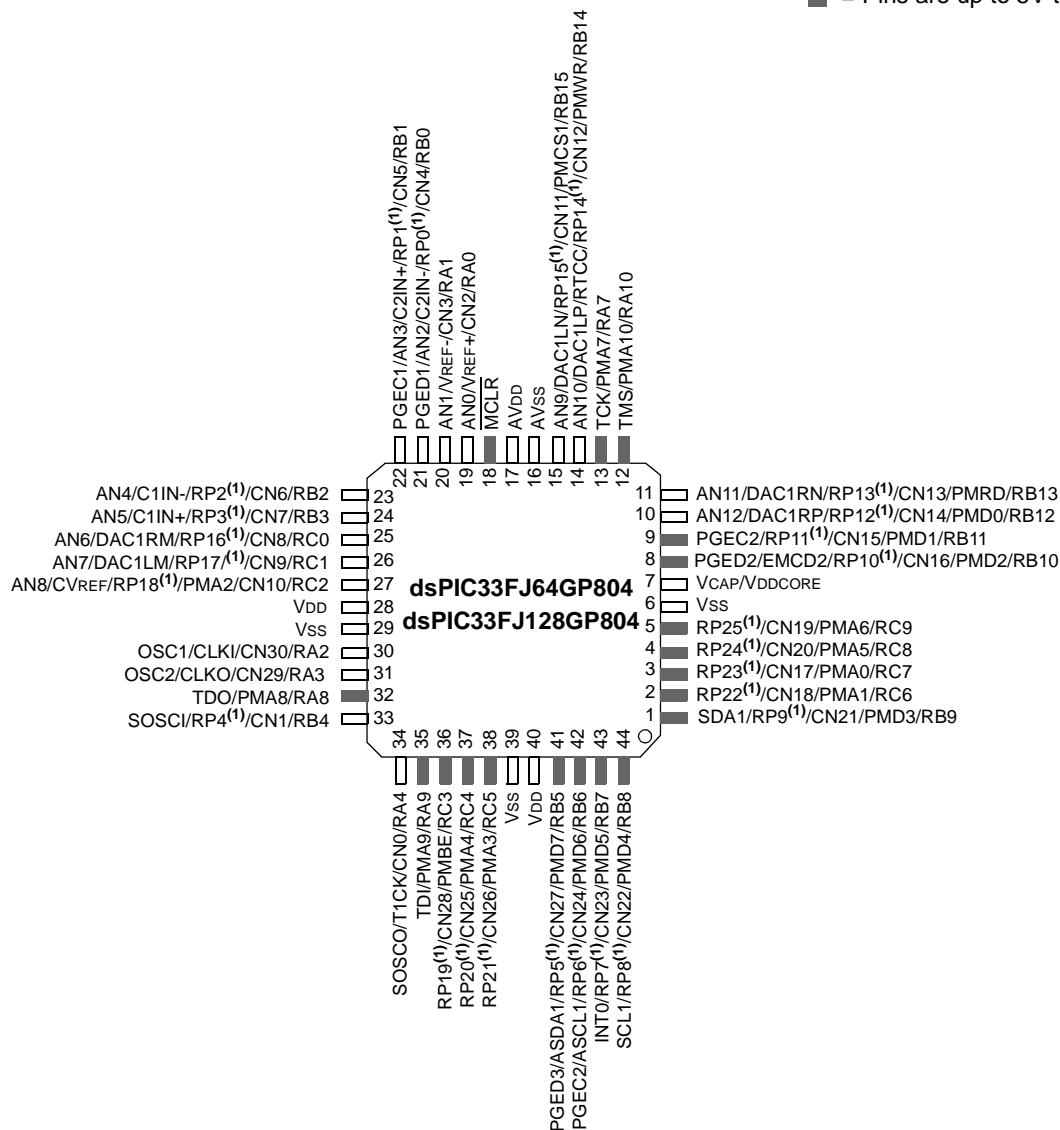 = Pins are up to 5V t
PGEC1/AN3/C2IN+/RP1(1)/CN5/RB1
PGED1/AN2/C2IN-/RP0(1)/CN4/RB0
AN1/VREF-/CN3/RA1
AN0/VREF+/CN2/RA0
MCLR
AVDD
AVSS
AN9/DAC1LN/RP15(1)/CN11/PMCS1/RB15
AN10/DAC1LP/RTCC/RP14(1)/CN12/PMWR/RB14
TCK/PMA7/RA7
TMS/PMA10/RA10
22 21 20 19 18 17 16 15 14 13 12
AN4/C1IN-/RP2(1)/CN6/RB2 23
AN5/C1IN+/RP3(1)/CN7/RB3 24
AN6/DAC1RM/RP16(1)/CN8/RC0 25
AN7/DAC1LM/RP17(1)/CN9/RC1 26
AN8/CVREF/RP18(1)/PMA2/CN10/RC2 27
VDD 28
VSS 29
OSC1/CLKI/CN30/RA2 30
OSC2/CLKO/CN29/RA3 31
TDO/PMA8/RA8 32
SOSCI/RP4(1)/CN1/RB4 33
dsPIC33FJ64GP804
dsPIC33FJ128GP804
11 AN11/DAC1RN/RP13(1)/CN13/PMRD/RB13
10 AN12/DAC1RP/RP12(1)/CN14/PMD0/RB12
9 PGEC2/RP11(1)/CN15/PMD1/RB11
8 PGED2/EMCD2/RP10(1)/CN16/PMD2/RB10
7 VCAP/VDDCORE
6 VSS
5 RP25(1)/CN19/PMA6/RC9
4 RP24(1)/CN20/PMA5/RC8
3 RP23(1)/CN17/PMA0/RC7
2 RP22(1)/CN18/PMA1/RC6
1 SDA1/RP9(1)/CN21/PMD3/RB9
34 35 36 37 38 39 40 41 42 43 44
SOSCO/T1CK/CN0/RA4
TDI/PMA9/RA9
RP19(1)/CN28/PMBE/RC3
RP20(1)/CN25/PMA4/RC4
RP21(1)/CN26/PMA3/RC5
VSS
VDD
PGED3/ASDA1/RP5(1)/CN27/PMD7/RB5
PGEC2/ASCL1/RP6(1)/CN24/PMD6/RB6
INT0/RP7(1)/CN23/PMD5/RB7
SCL1/RP8(1)/CN22/PMD4/RB8